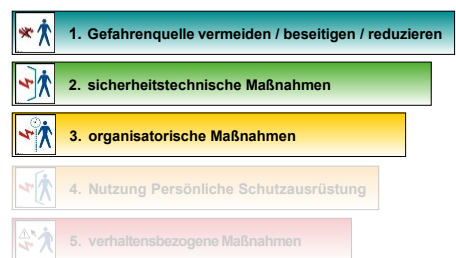 1. Gefahrenquelle vermeiden / beseitigen / reduzieren
2. sicherheitstechnische Maßnahmen
3. organisatorische Maßnahmen
4. Nutzung Persönliche Schutzausrüstung
5. verhaltensbezogene Maßnahmen